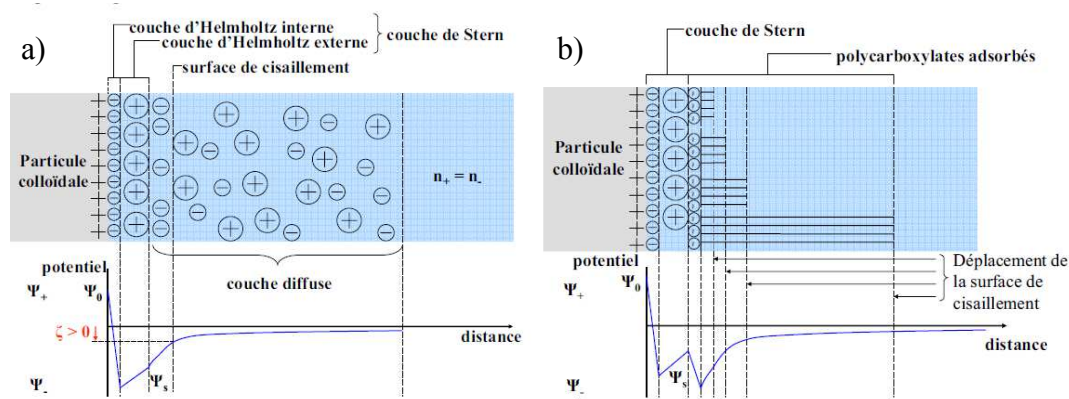 a)
couche d'Helmholtz interne
couche d'Helmholtz externe
couche de Stern
surface de cisaillement
Particule
colloïdale
n+ = n-
couche diffuse
potentiel
Ψ+
Ψ0
ζ > 0 ↓
distance
Ψs
Ψ-
b)
couche de Stern
polycarboxylates adsorbés
Particule
colloïdale
potentiel
Ψ+
Ψ0
Déplacement de
la surface de
cisaillement
distance
Ψs
Ψ-